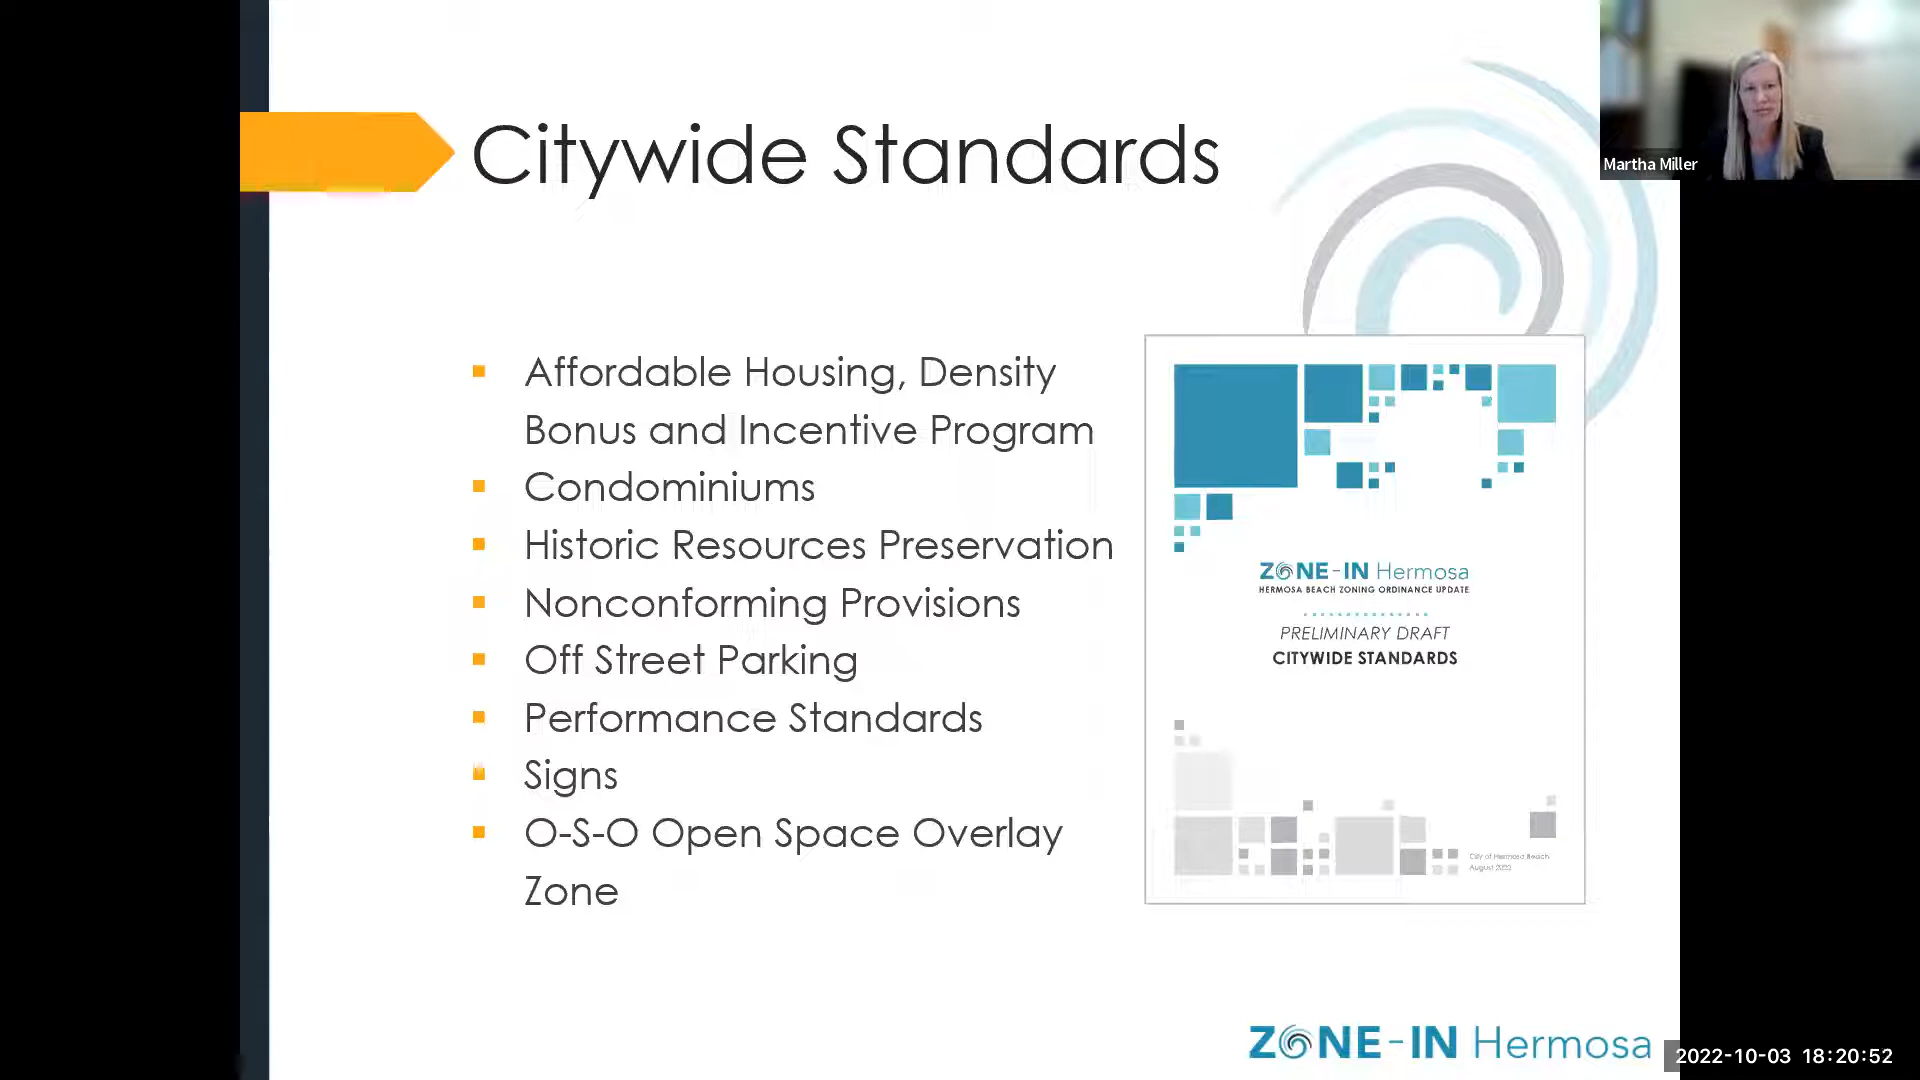 Citywide Standards
Martha Miller
Affordable Housing, Density
Bonus and Incentive Program
Condominiums
Historic Resources Preservation
Nonconforming Provisions
Off Street Parking
Performance Standards
Signs
O-S-O Open Space Overlay
Zone
ZONE-IN Hermosa
HERMOSA BEACH ZONING ORDINANCE UPDATE
PRELIMINARY DRAFT
CITYWIDE STANDARDS
City of Hermosa Beach
August 2022
ZONE-IN Hermosa
2022-10-03 18:20:52